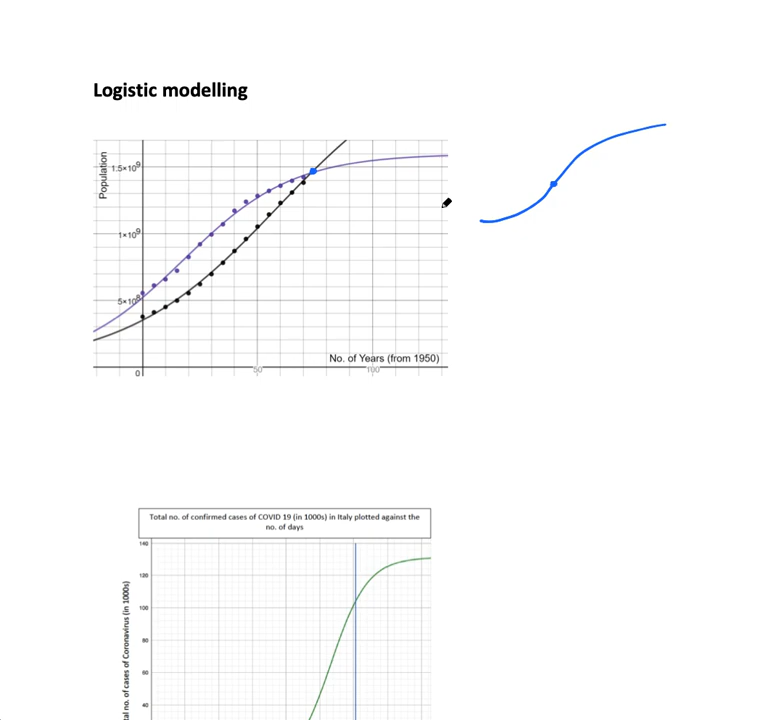 Logistic modelling
Population
1.5×10⁹
1×10⁹
5×10⁸
0
50
100
No. of Years (from 1950)
Total no. of confirmed cases of COVID 19 (in 1000s) in Italy plotted against the
no. of days
140
120
100
80
60
40
no. of cases of Coronavirus (in 1000s)